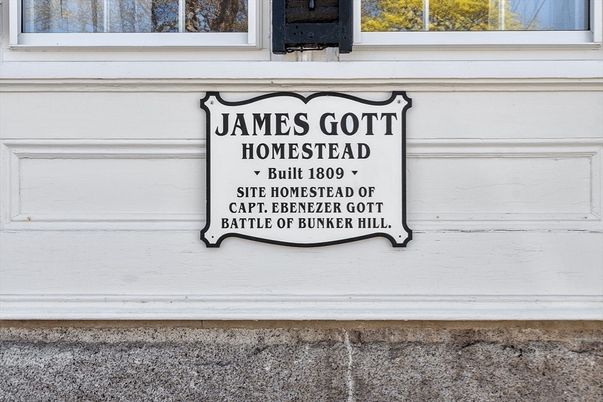 JAMES GOTT
HOMESTEAD
▾ Built 1809 ▾
SITE HOMESTEAD OF
CAPT. EBENEZER GOTT
BATTLE OF BUNKER HILL.